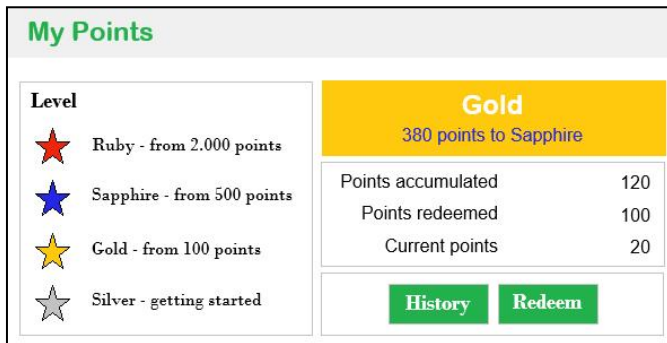 My Points
Level
Ruby - from 2.000 points
Sapphire - from 500 points
Gold - from 100 points
Silver - getting started
Gold
380 points to Sapphire
Points accumulated 120
Points redeemed 100
Current points 20
History Redeem